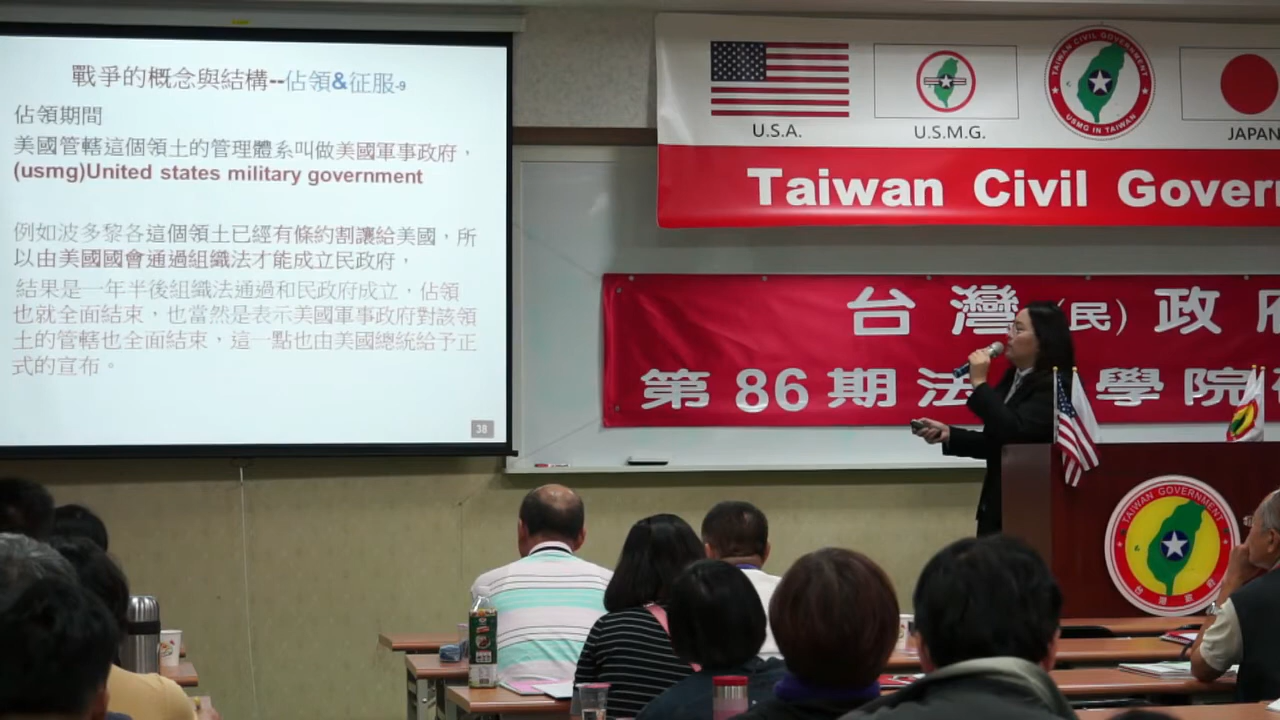 戰爭的概念與結構--佔領&征服-9
佔領期間
美國管轄這個領土的管理體系叫做美國軍事政府，
(usmg)United states military government
例如波多黎各這個領土已經有條約割讓給美國，所
以由美國國會通過組織法才能成立民政府，
結果是一年半後組織法通過和民政府成立，佔領
也就全面結束，也當然是表示美國軍事政府對該領
土的管轄也全面結束，這一點也由美國總統給予正
式的宣布。
38
U.S.A.
U.S.M.G.
TAIWAN CIVIL GOVERNMENT
USMG IN TAIWAN
JAPAN
Taiwan Civil Gover
台灣(民)政
第86期法 學院
TAIWAN GOVERNMENT
台灣政府